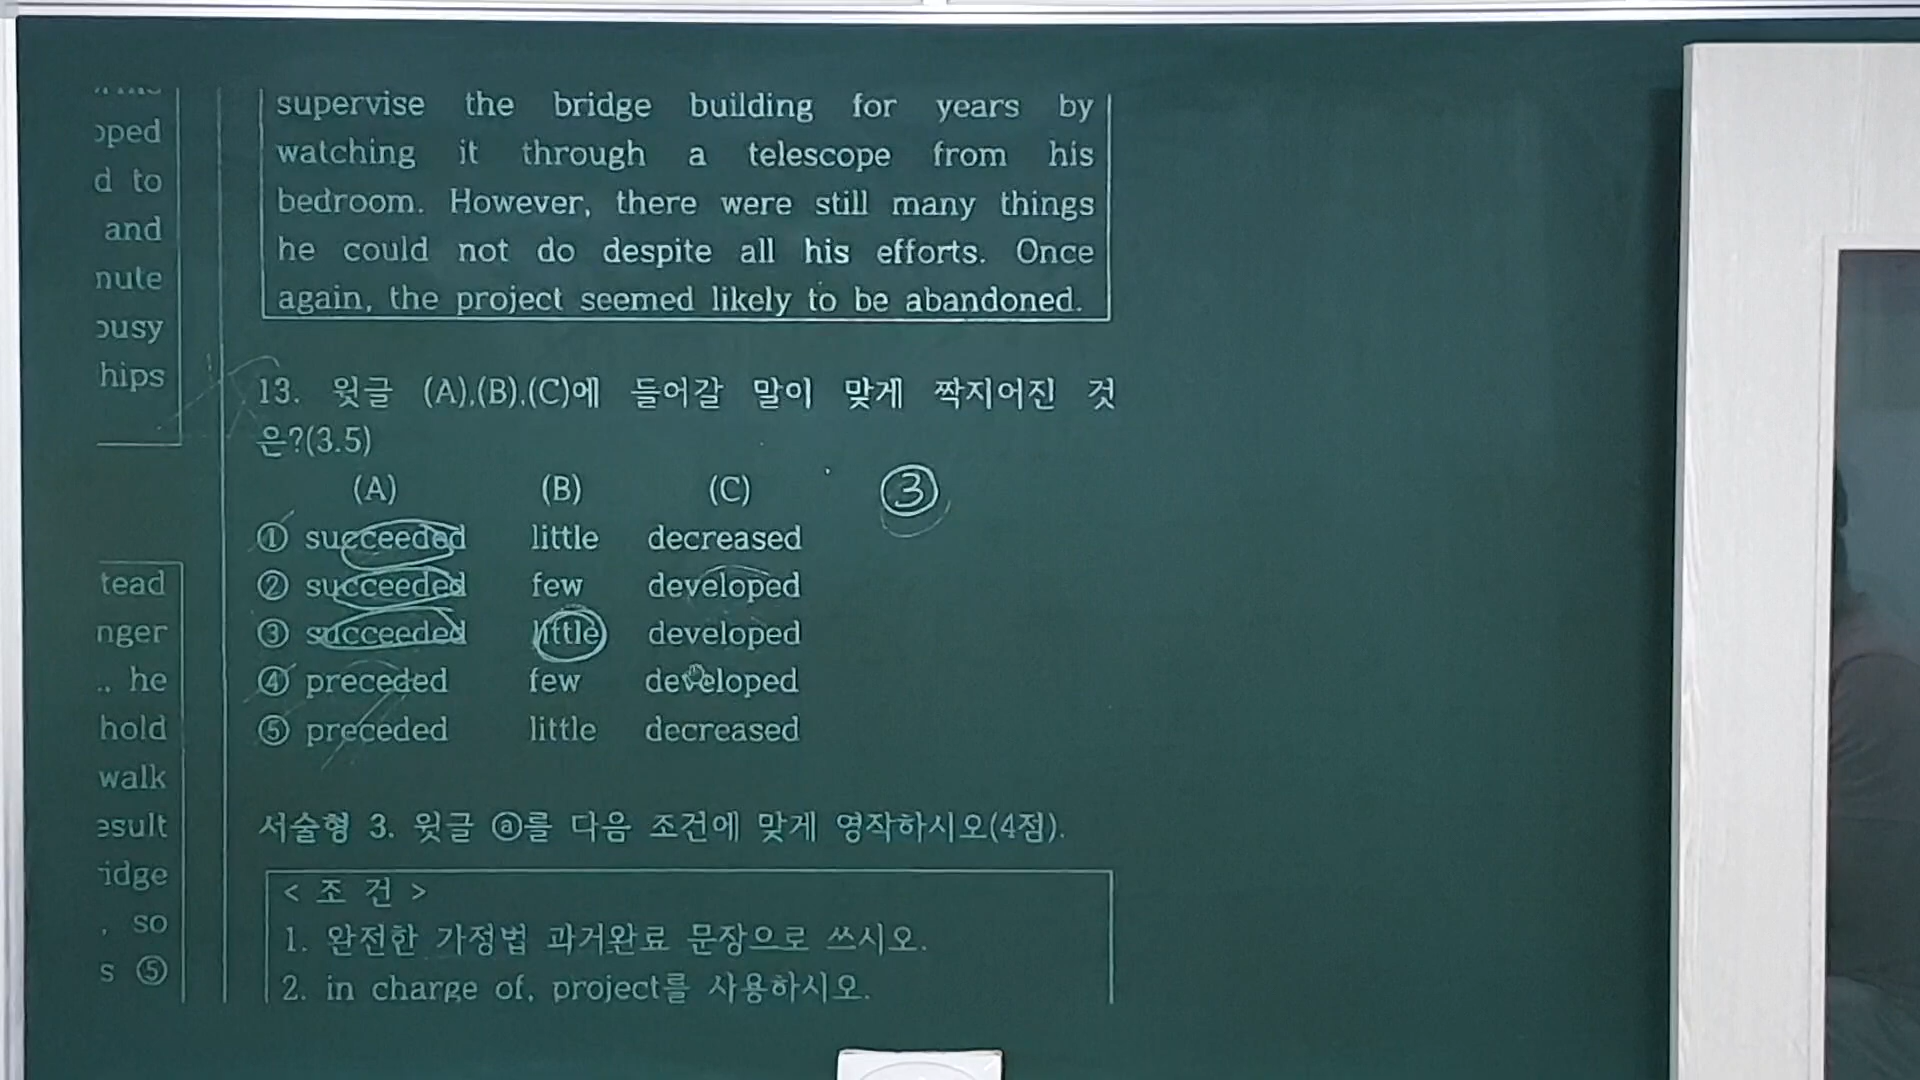 oped
d to
and
nute
ousy
hips
tead
nger
., he
hold
walk
esult
idge
, so
s ⑤
supervise the bridge building for years by
watching it through a telescope from his
bedroom. However, there were still many things
he could not do despite all his efforts. Once
again, the project seemed likely to be abandoned.
13. 윗글 (A),(B),(C)에 들어갈 말이 맞게 짝지어진 것
은?(3.5)
(A) (B) (C) ③
① succeeded little decreased
② succeeded few developed
③ succeeded little developed
④ preceded few developed
⑤ preceded little decreased
서술형 3. 윗글 ⓐ를 다음 조건에 맞게 영작하시오(4점).
< 조 건 >
1. 완전한 가정법 과거완료 문장으로 쓰시오.
2. in charge of, project를 사용하시오.